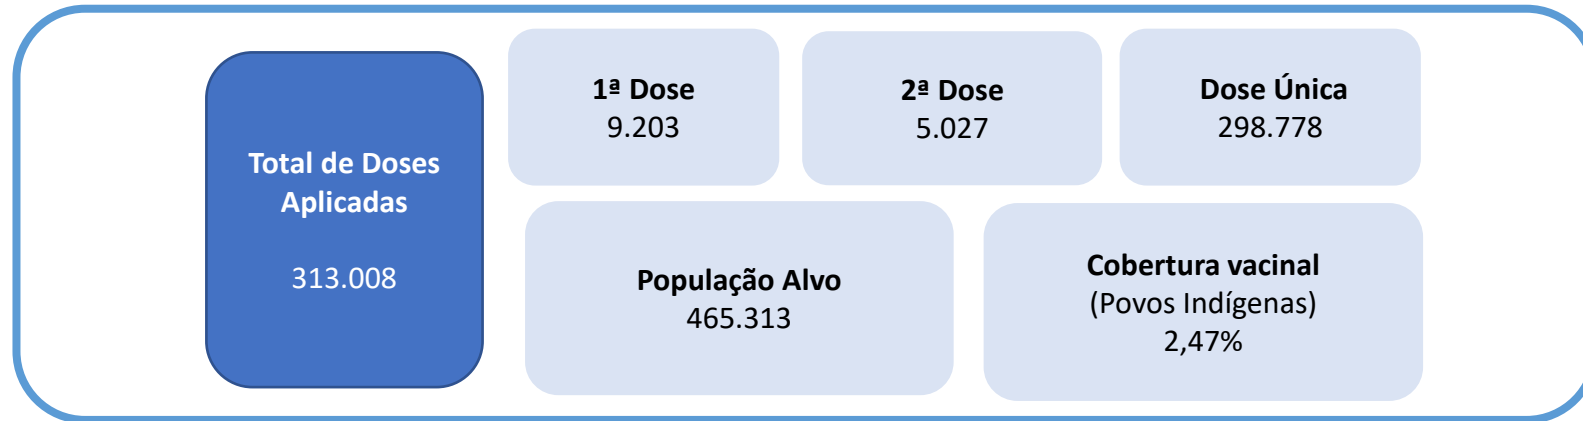 Total de Doses
Aplicadas
313.008
1ª Dose
9.203
2ª Dose
5.027
Dose Única
298.778
População Alvo
465.313
Cobertura vacinal
(Povos Indígenas)
2,47%